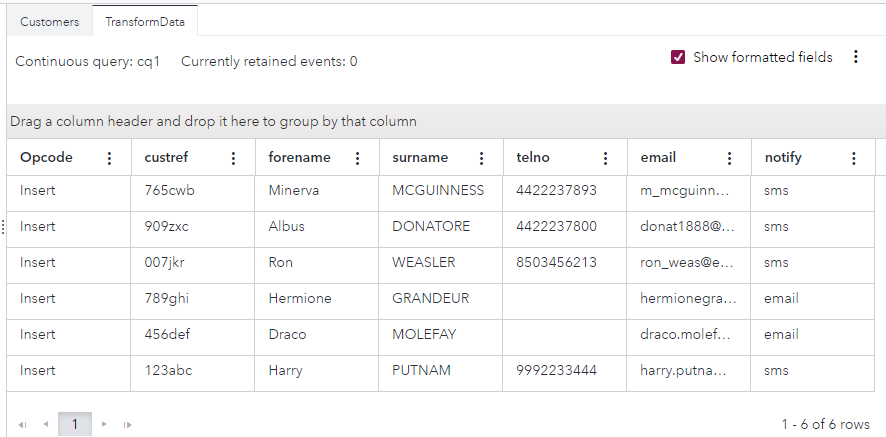 Customers TransformData
Continuous query: cq1 Currently retained events: 0 Show formatted fields
Drag a column header and drop it here to group by that column
Opcode custref forename surname telno email notify
Insert 765cwb Minerva MCGUINNESS 4422237893 m_mcguinn... sms
Insert 909zxc Albus DONATORE 4422237800 donat1888@... sms
Insert 007jkr Ron WEASLER 8503456213 ron_weas@e... sms
Insert 789ghi Hermione GRANDEUR hermionegra... email
Insert 456def Draco MOLEFAY draco.molef... email
Insert 123abc Harry PUTNAM 9992233444 harry.putna... sms
1 1 - 6 of 6 rows